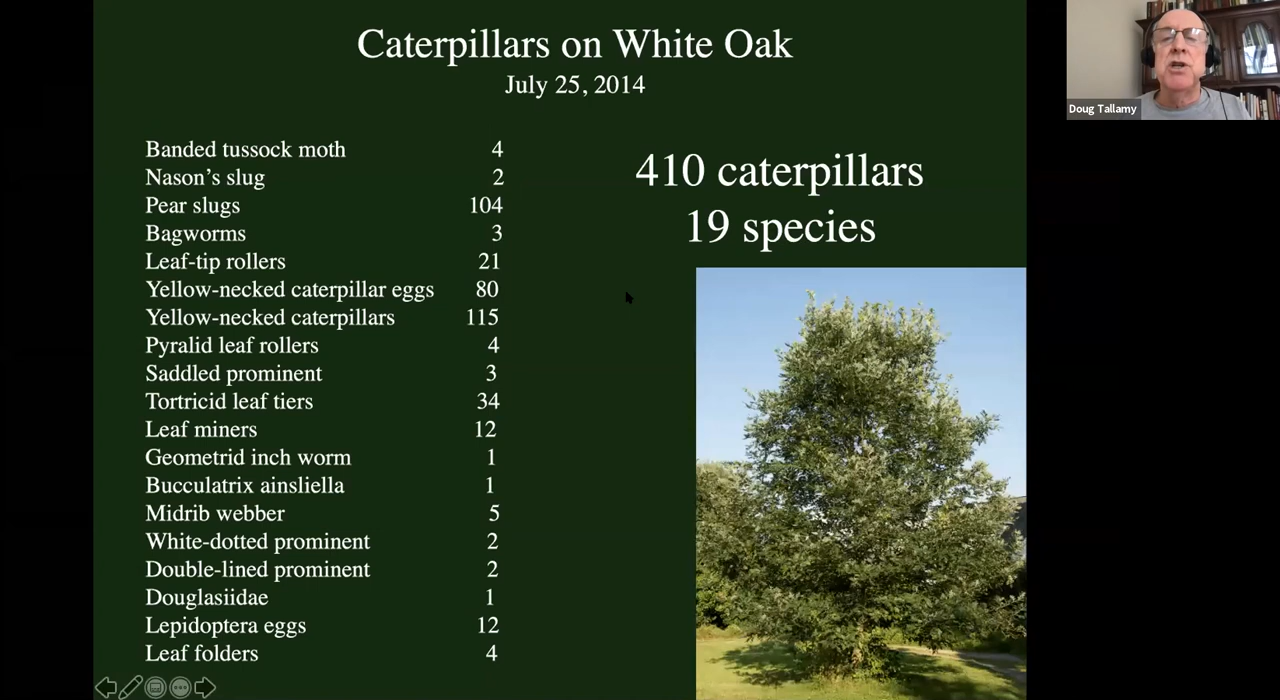 Caterpillars on White Oak
July 25, 2014
Banded tussock moth 4
Nason's slug 2
Pear slugs 104
Bagworms 3
Leaf-tip rollers 21
Yellow-necked caterpillar eggs 80
Yellow-necked caterpillars 115
Pyralid leaf rollers 4
Saddled prominent 3
Tortricid leaf tiers 34
Leaf miners 12
Geometrid inch worm 1
Bucculatrix ainsliella 1
Midrib webber 5
White-dotted prominent 2
Double-lined prominent 2
Douglasiidae 1
Lepidoptera eggs 12
Leaf folders 4
410 caterpillars
19 species
Doug Tallamy